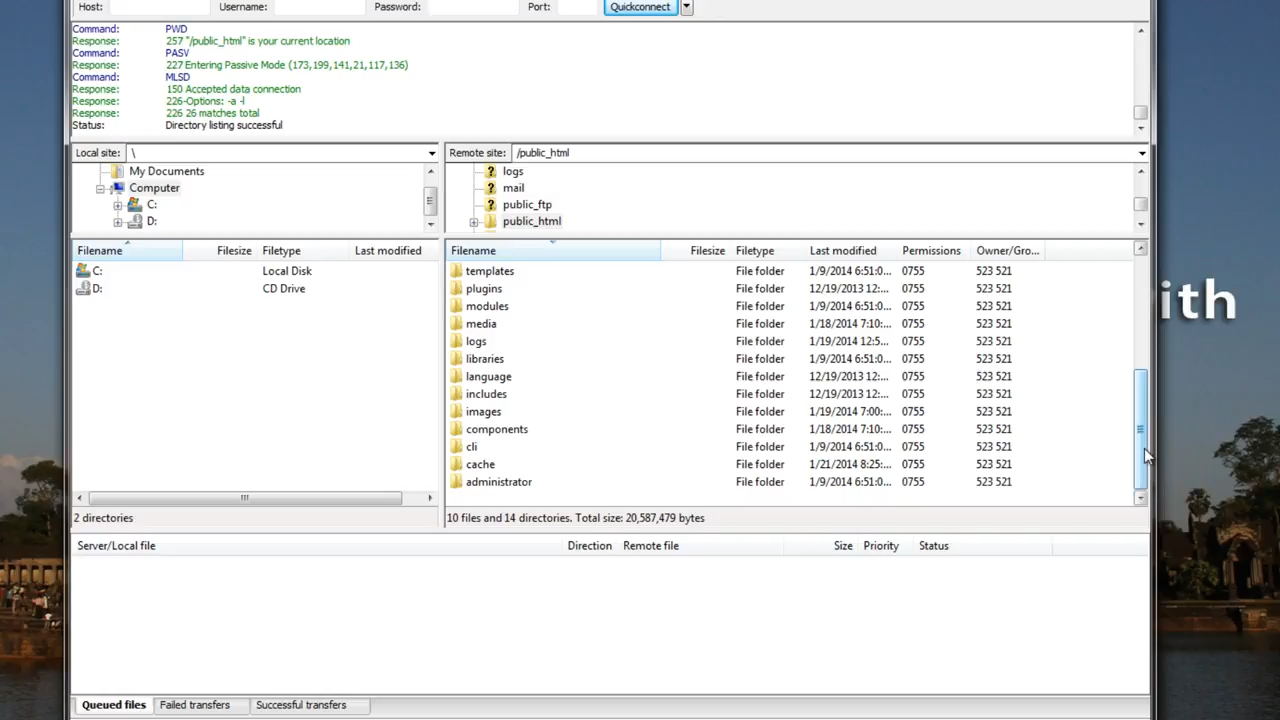 Host: Username: Password: Port: Quickconnect
Command: PWD
Response: 257 "/public_html" is your current location
Command: PASV
Response: 227 Entering Passive Mode (173,199,141,21,117,136)
Command: MLSD
Response: 150 Accepted data connection
Response: 226-Options: -a -l
Response: 226 26 matches total
Status: Directory listing successful
Local site: \
Remote site: /public_html
My Documents
Computer
C:
D:
logs
mail
public_ftp
public_html
Filename Filesize Filetype Last modified
C: Local Disk
D: CD Drive
2 directories
Filename Filesize Filetype Last modified Permissions Owner/Gro...
templates File folder 1/9/2014 6:51:0... 0755 523 521
plugins File folder 12/19/2013 12:... 0755 523 521
modules File folder 1/9/2014 6:51:0... 0755 523 521
media File folder 1/18/2014 7:10:... 0755 523 521
logs File folder 1/19/2014 12:5... 0755 523 521
libraries File folder 1/9/2014 6:51:0... 0755 523 521
language File folder 12/19/2013 12:... 0755 523 521
includes File folder 12/19/2013 12:... 0755 523 521
images File folder 1/19/2014 7:00:... 0755 523 521
components File folder 1/18/2014 7:10:... 0755 523 521
cli File folder 1/9/2014 6:51:0... 0755 523 521
cache File folder 1/21/2014 8:25:... 0755 523 521
administrator File folder 1/9/2014 6:51:0... 0755 523 521
10 files and 14 directories. Total size: 20,587,479 bytes
ith
Server/Local file Direction Remote file Size Priority Status
Queued files Failed transfers Successful transfers